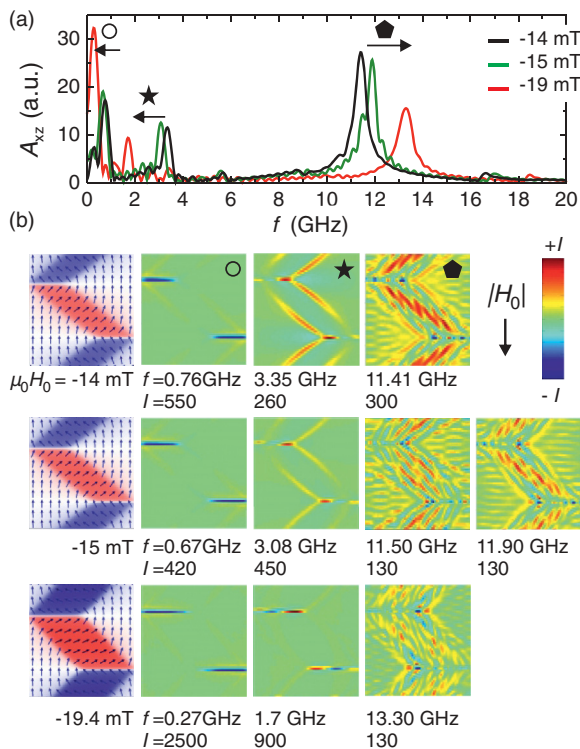 (a)
30
20
10
0
A_xz (a.u.)
-14 mT
-15 mT
-19 mT
0 2 4 6 8 10 12 14 16 18 20
f (GHz)
(b)
+I
|H_0|
- I
μ_0H_0 = -14 mT f = 0.76GHz 3.35 GHz 11.41 GHz
I=550 260 300
-15 mT f = 0.67GHz 3.08 GHz 11.50 GHz 11.90 GHz
I=420 450 130 130
-19.4 mT f = 0.27GHz 1.7 GHz 13.30 GHz
I=2500 900 130